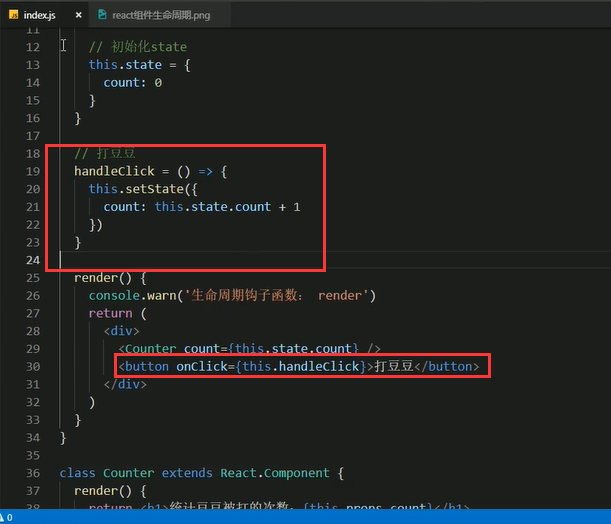 index.js × react组件生命周期.png
11
12 // 初始化state
13 this.state = {
14 count: 0
15 }
16 }
17
18 // 打豆豆
19 handleClick = () => {
20 this.setState({
21 count: this.state.count + 1
22 })
23 }
24
25 render() {
26 console.warn('生命周期钩子函数： render')
27 return (
28 <div>
29 <Counter count={this.state.count} />
30 <button onClick={this.handleClick}>打豆豆</button>
31 </div>
32 )
33 }
34 }
35
36 class Counter extends React.Component {
37 render() {
38 return <h1>统计豆豆被打的次数：{this.props.count}</h1>
0